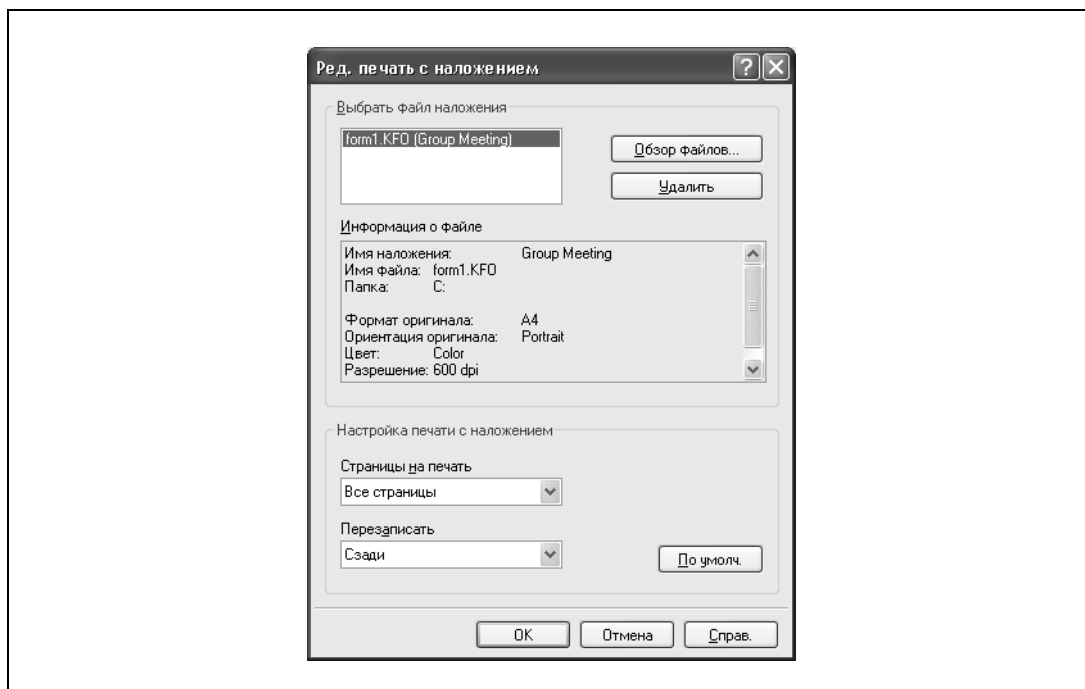 Ред. печать с наложением
Выбрать файл наложения
form1.KFO (Group Meeting)
Обзор файлов...
Удалить
Информация о файле
Имя наложения: Group Meeting
Имя файла: form1.KFO
Папка: C:
Формат оригинала: A4
Ориентация оригинала: Portrait
Цвет: Color
Разрешение: 600 dpi
Настройка печати с наложением
Страницы на печать
Все страницы
Перезаписать
Сзади
По умолч.
OK Отмена Справ.